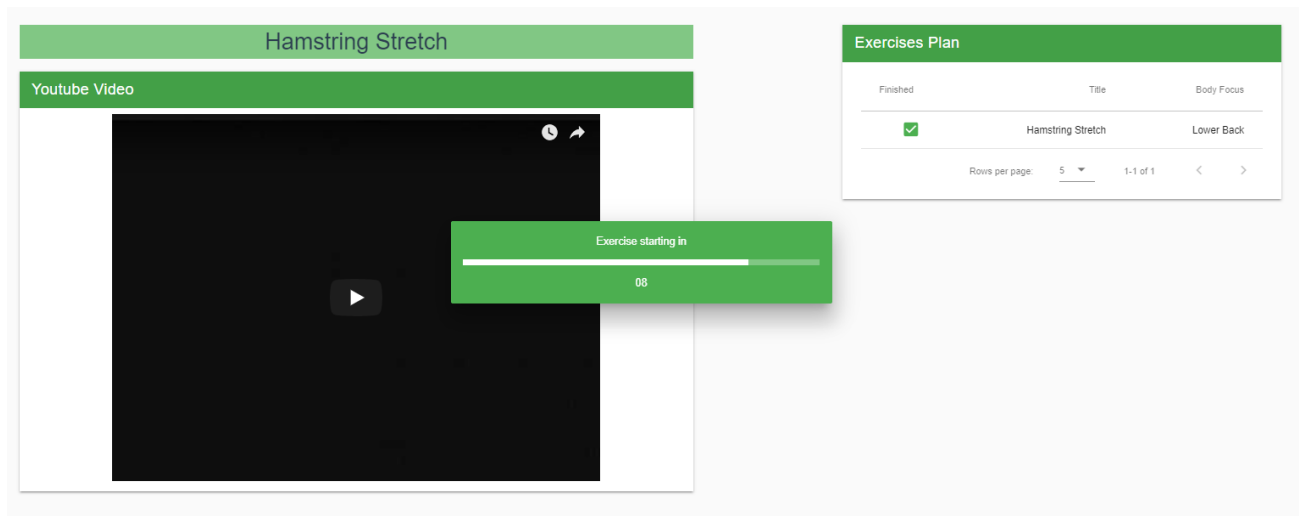 Hamstring Stretch
Youtube Video
Exercise starting in
08
Exercises Plan
Finished Title Body Focus
Hamstring Stretch Lower Back
Rows per page: 5 1-1 of 1